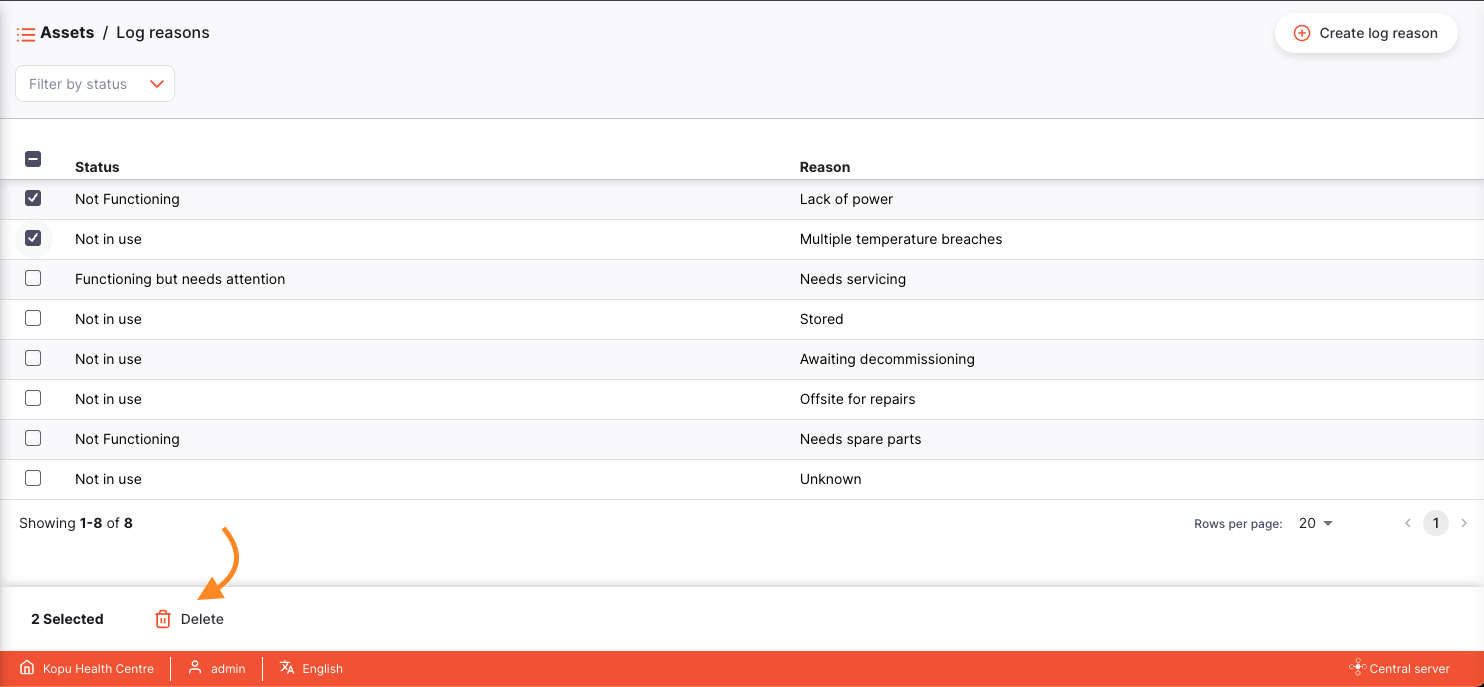 Assets / Log reasons
Create log reason
Filter by status
Status Reason
Not Functioning Lack of power
Not in use Multiple temperature breaches
Functioning but needs attention Needs servicing
Not in use Stored
Not in use Awaiting decommissioning
Not in use Offsite for repairs
Not Functioning Needs spare parts
Not in use Unknown
Showing 1-8 of 8 Rows per page: 20 1
2 Selected Delete
Kopu Health Centre admin English Central server